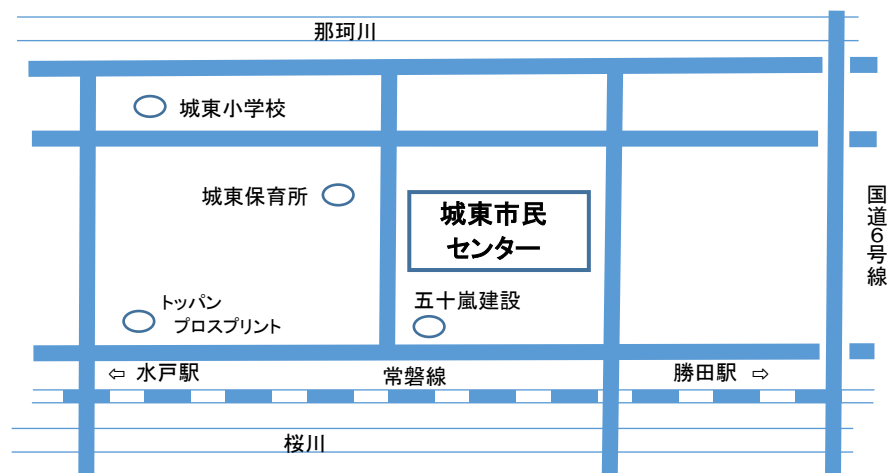 那珂川
城東小学校
城東保育所
城東市民
センター
国道6号線
トッパン
プロスプリント
五十嵐建設
⇦ 水戸駅
常磐線
勝田駅 ⇨
桜川